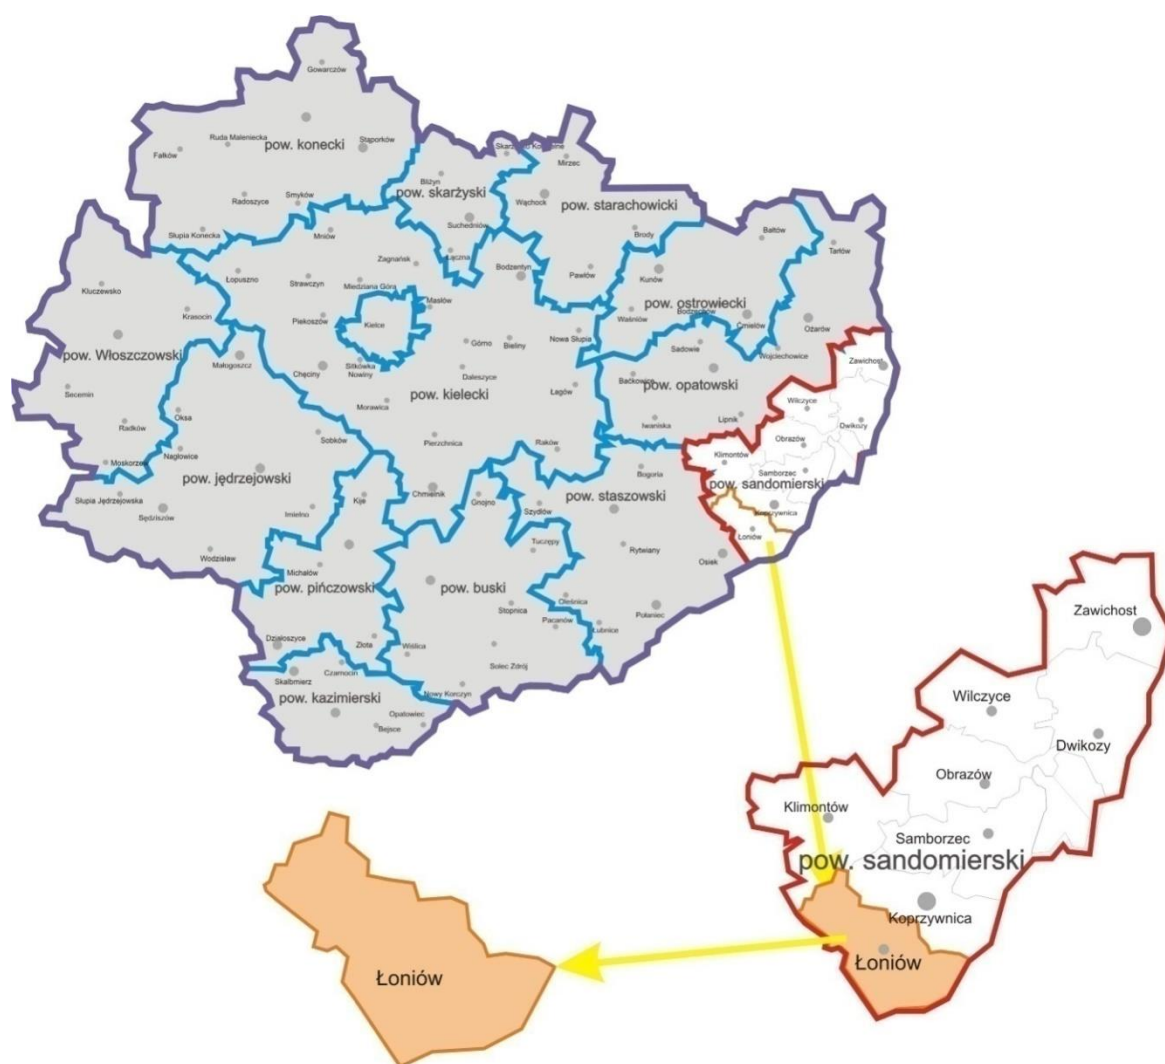 Gowarczów
Ruda Maleniecka
pow. konecki
Stąporków
Fałków
Radoszyce
Smyków
Słupia Konecka
Mirzec
Bliżyn
pow. skarżyski
Wąchock
pow. starachowicki
Suchedniów
Brody
Bałtów
Tarłów
Mniów
Łączna
Zagnańsk
Bodzentyn
Pawłów
Kunów
Łopuszno
Strawczyn
Miedziana Góra
Kluczewsko
Masłów
pow. ostrowiecki
Krasocin
Piekoszów
Kielce
Waśniów
Bodzechów
Ćmielów
Ożarów
Nowa Słupia
Górno
Bieliny
Sadowie
Wojciechowice
pow. Włoszczowski
Małogoszcz
Chęciny
Sitkówka
Nowiny
Daleszyce
Baćkowice
pow. opatowski
Zawichost
Secemin
pow. kielecki
Łagów
Morawica
Wilczyce
Oksa
Radków
Iwaniska
Lipnik
Dwikozy
Sobków
Pierzchnica
Raków
Obrazów
Nagłowice
Klimontów
Moskorzew
Bogoria
Samborzec
pow. jędrzejowski
pow. sandomierski
Słupia Jędrzejowska
Kije
Chmielnik
Gnojno
pow. staszowski
Sędziszów
Imielno
Szydłów
Koprzywnica
Łoniów
Tuczępy
Rytwiany
Wodzisław
Osiek
Michałów
pow. pińczowski
pow. buski
Oleśnica
Stopnica
Połaniec
Pacanów
Łubnice
Działoszyce
Złota
Wiślica
Solec Zdrój
Skalbmierz
Czarnocin
pow. kazimierski
Nowy Korczyn
Opatowiec
Bejsce
Zawichost
Wilczyce
Dwikozy
Obrazów
Klimontów
Samborzec
pow. sandomierski
Koprzywnica
Łoniów
Łoniów